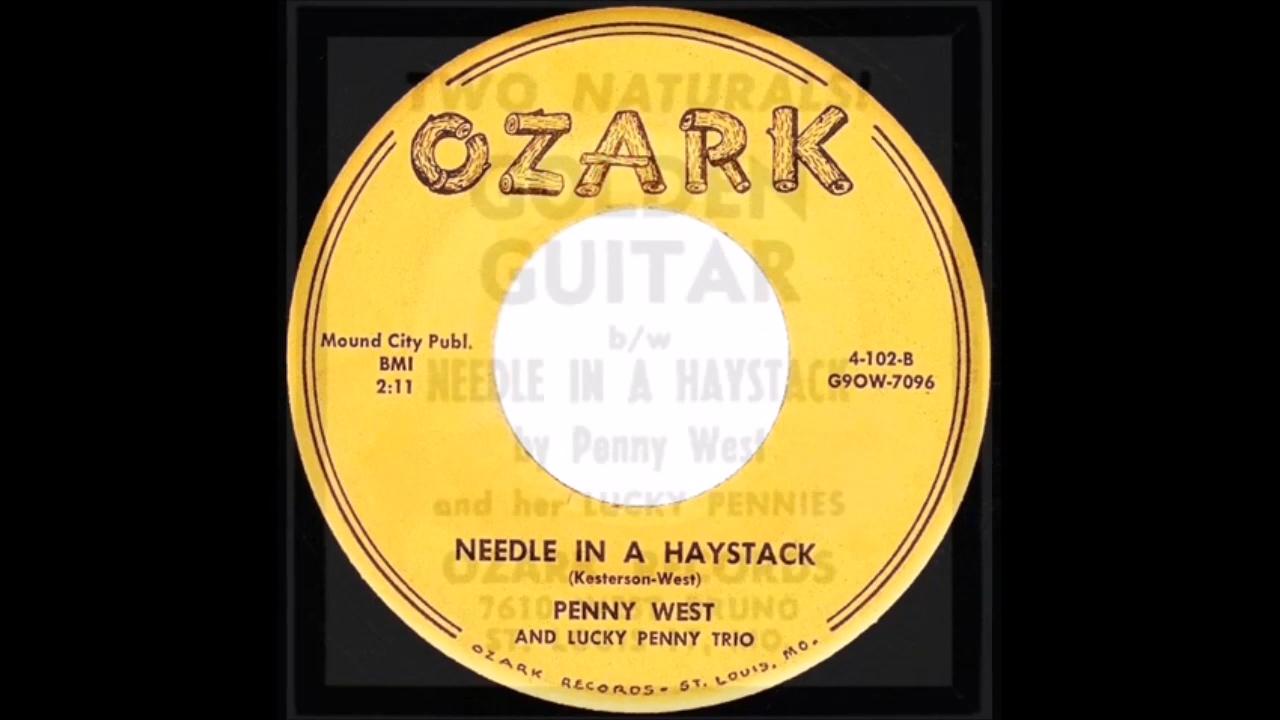 TWO NATURALS!
OZARK
GOLDEN
GUITAR
b/w
Mound City Publ.
BMI
2:11
4-102-B
G9OW-7096
NEEDLE IN A HAYSTACK
by Penny West
and her LUCKY PENNIES
NEEDLE IN A HAYSTACK
(Kesterson-West)
PENNY WEST
AND LUCKY PENNY TRIO
OZARK RECORDS
OZARK RECORDS - ST. LOUIS, MO.